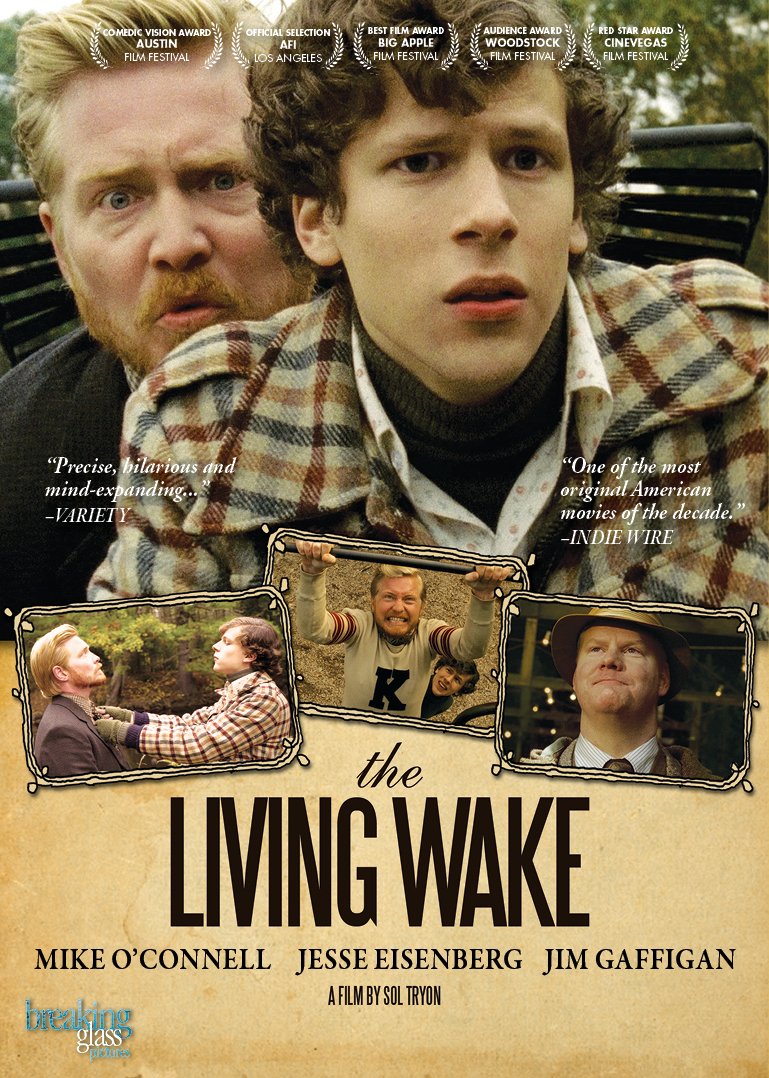 COMEDIC VISION AWARD
AUSTIN
FILM FESTIVAL
OFFICIAL SELECTION
AFI
LOS ANGELES
BEST FILM AWARD
BIG APPLE
FILM FESTIVAL
AUDIENCE AWARD
WOODSTOCK
FILM FESTIVAL
RED STAR AWARD
CINEVEGAS
FILM FESTIVAL
“Precise, hilarious and
mind-expanding...”
–VARIETY
“One of the most
original American
movies of the decade.”
–INDIE WIRE
K
the
LIVING WAKE
MIKE O’CONNELL JESSE EISENBERG JIM GAFFIGAN
A FILM BY SOL TRYON
breaking
glass
pictures